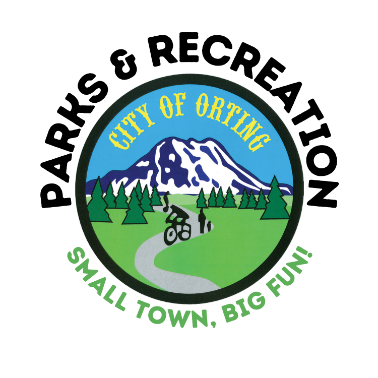 PARKS & RECREATION
CITY OF ORTING
SMALL TOWN, BIG FUN!